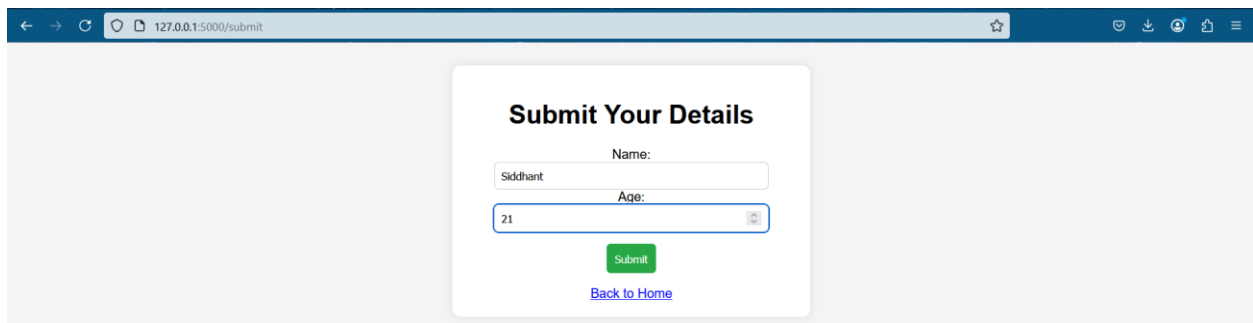 127.0.0.1:5000/submit
Submit Your Details
Name:
Siddhant
Age:
21
Submit
Back to Home